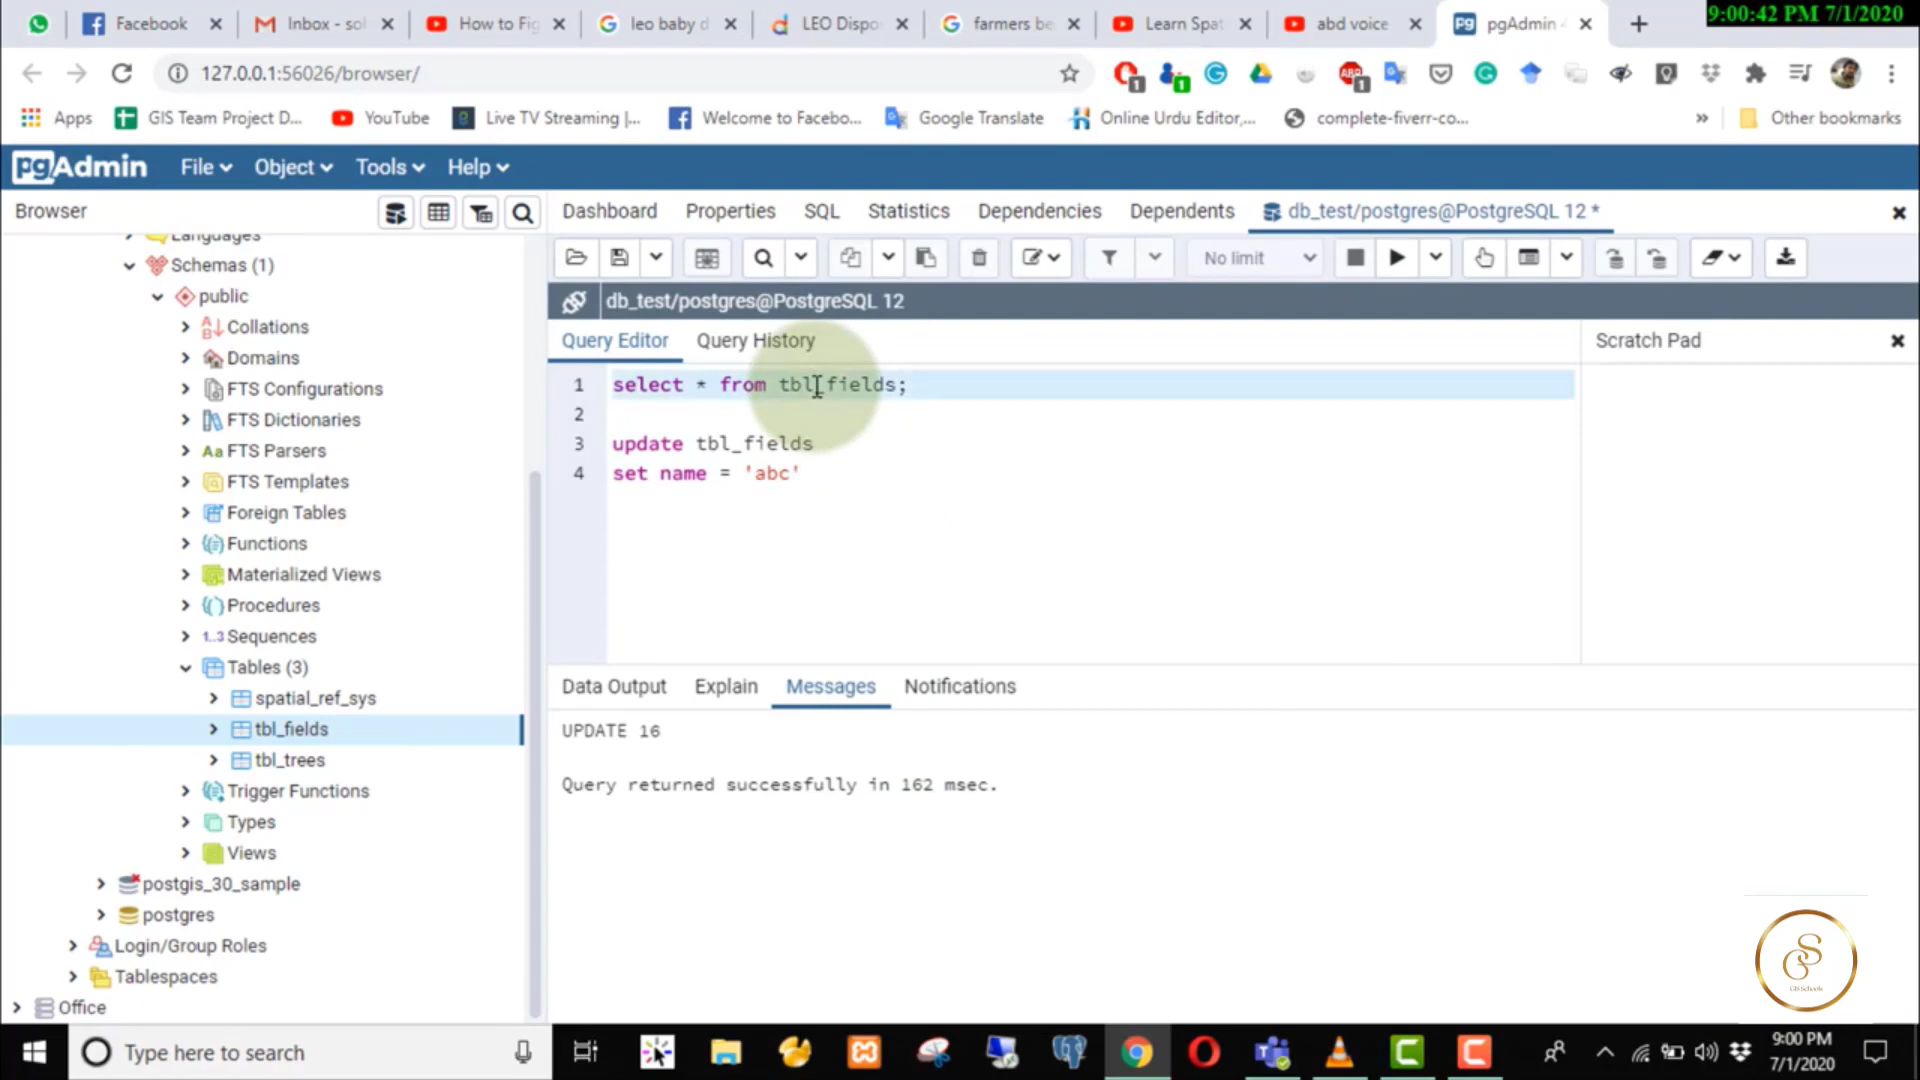 9:00:42 PM 7/1/2020
Facebook
Inbox - sol
How to Fig
leo baby d
LEO Dispo
farmers be
Learn Spat
abd voice
pgAdmin 4
127.0.0.1:56026/browser/
Apps
GIS Team Project D...
YouTube
Live TV Streaming |...
Welcome to Facebo...
Google Translate
Online Urdu Editor,...
complete-fiverr-co...
»
Other bookmarks
pgAdmin
File
Object
Tools
Help
Browser
Dashboard
Properties
SQL
Statistics
Dependencies
Dependents
db_test/postgres@PostgreSQL 12 *
No limit
db_test/postgres@PostgreSQL 12
Query Editor
Query History
Scratch Pad
1 select * from tbl_fields;
2
3 update tbl_fields
4 set name = 'abc'
Languages
Schemas (1)
public
Collations
Domains
FTS Configurations
FTS Dictionaries
FTS Parsers
FTS Templates
Foreign Tables
Functions
Materialized Views
Procedures
Sequences
Tables (3)
spatial_ref_sys
tbl_fields
tbl_trees
Trigger Functions
Types
Views
postgis_30_sample
postgres
Login/Group Roles
Tablespaces
Office
Data Output
Explain
Messages
Notifications
UPDATE 16
Query returned successfully in 162 msec.
GIS Schools
Type here to search
9:00 PM
7/1/2020